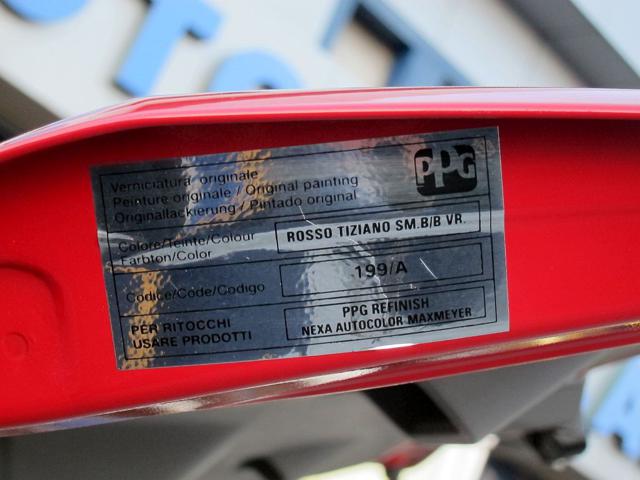 Verniciatura originale
Peinture originale / Original painting
Originallackierung / Pintado original
PPG
Colore/Teinte/Colour
Farbton/Color
ROSSO TIZIANO SM.B/B VR.
Codice/Code/Codigo
199/A
PER RITOCCHI
USARE PRODOTTI
PPG REFINISH
NEXA AUTOCOLOR MAXMEYER